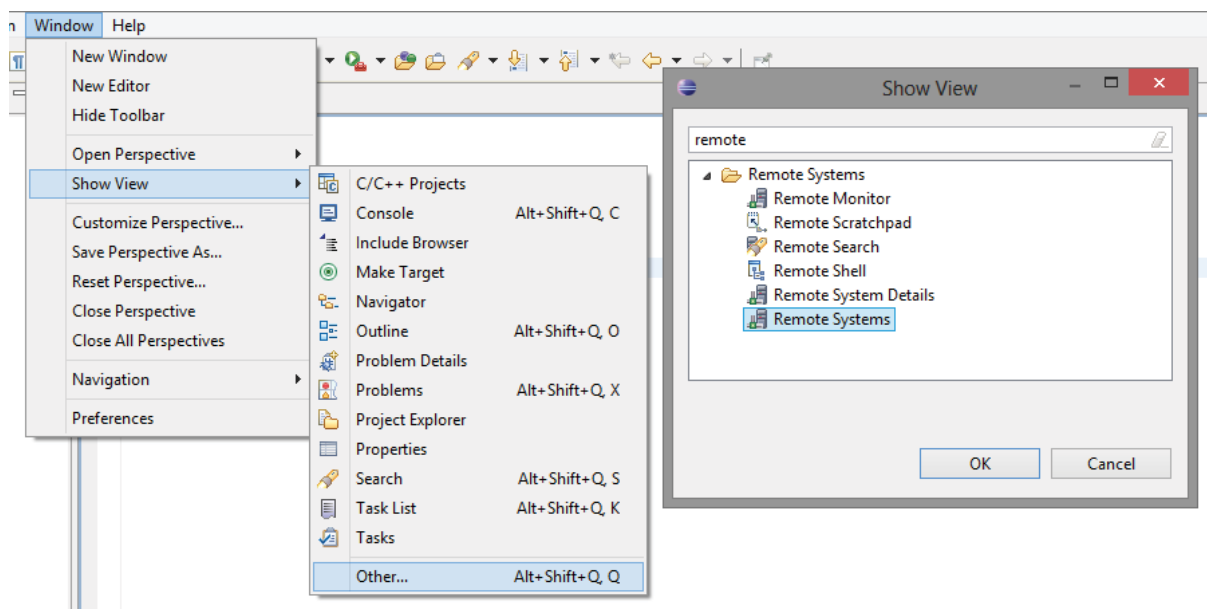 n Window Help
New Window
New Editor
Hide Toolbar
Open Perspective
Show View
Customize Perspective...
Save Perspective As...
Reset Perspective...
Close Perspective
Close All Perspectives
Navigation
Preferences
C/C++ Projects
Console Alt+Shift+Q, C
Include Browser
Make Target
Navigator
Outline Alt+Shift+Q, O
Problem Details
Problems Alt+Shift+Q, X
Project Explorer
Properties
Search Alt+Shift+Q, S
Task List Alt+Shift+Q, K
Tasks
Other... Alt+Shift+Q, Q
Show View
remote
Remote Systems
Remote Monitor
Remote Scratchpad
Remote Search
Remote Shell
Remote System Details
Remote Systems
OK Cancel